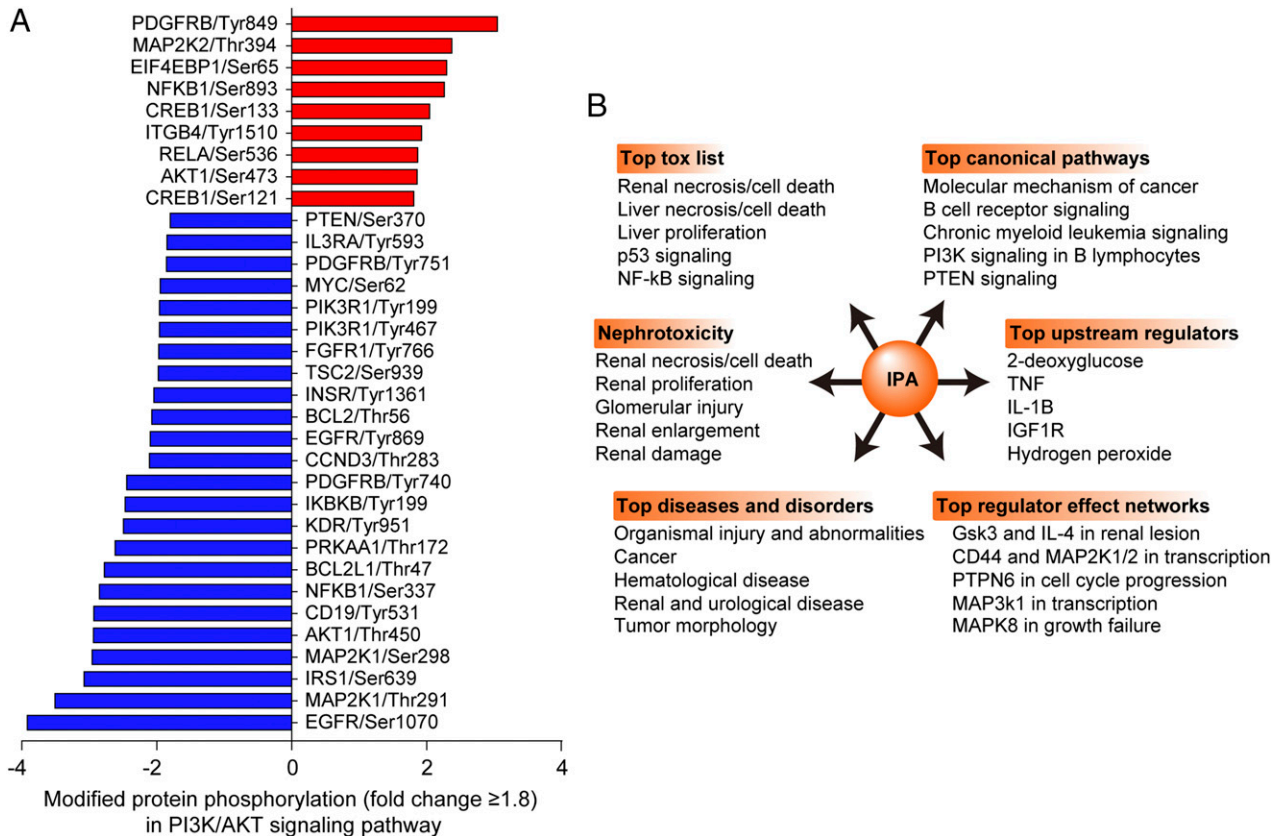 A
PDGFRB/Tyr849
MAP2K2/Thr394
EIF4EBP1/Ser65
NFKB1/Ser893
CREB1/Ser133
ITGB4/Tyr1510
RELA/Ser536
AKT1/Ser473
CREB1/Ser121
PTEN/Ser370
IL3RA/Tyr593
PDGFRB/Tyr751
MYC/Ser62
PIK3R1/Tyr199
PIK3R1/Tyr467
FGFR1/Tyr766
TSC2/Ser939
INSR/Tyr1361
BCL2/Thr56
EGFR/Tyr869
CCND3/Thr283
PDGFRB/Tyr740
IKBKB/Tyr199
KDR/Tyr951
PRKAA1/Thr172
BCL2L1/Thr47
NFKB1/Ser337
CD19/Tyr531
AKT1/Thr450
MAP2K1/Ser298
IRS1/Ser639
MAP2K1/Thr291
EGFR/Ser1070
-4 -2 0 2 4
Modified protein phosphorylation (fold change ≥1.8)
in PI3K/AKT signaling pathway
B
Top tox list
Renal necrosis/cell death
Liver necrosis/cell death
Liver proliferation
p53 signaling
NF-kB signaling
Top canonical pathways
Molecular mechanism of cancer
B cell receptor signaling
Chronic myeloid leukemia signaling
PI3K signaling in B lymphocytes
PTEN signaling
Nephrotoxicity
Renal necrosis/cell death
Renal proliferation
Glomerular injury
Renal enlargement
Renal damage
IPA
Top upstream regulators
2-deoxyglucose
TNF
IL-1B
IGF1R
Hydrogen peroxide
Top diseases and disorders
Organismal injury and abnormalities
Cancer
Hematological disease
Renal and urological disease
Tumor morphology
Top regulator effect networks
Gsk3 and IL-4 in renal lesion
CD44 and MAP2K1/2 in transcription
PTPN6 in cell cycle progression
MAP3k1 in transcription
MAPK8 in growth failure